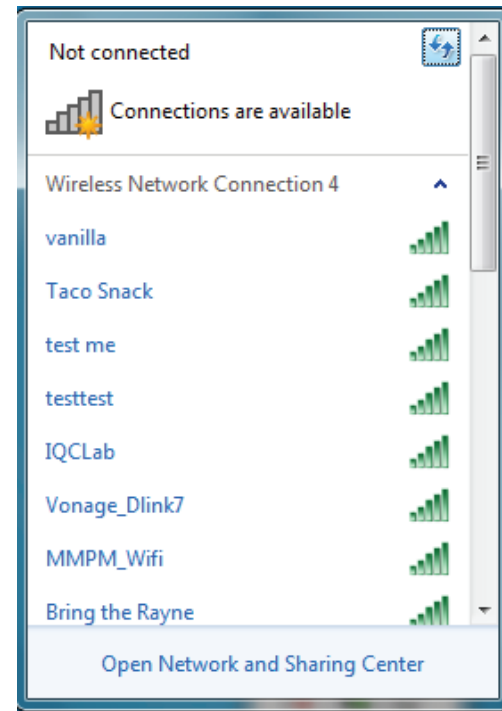 Not connected
Connections are available
Wireless Network Connection 4
vanilla
Taco Snack
test me
testtest
IQCLab
Vonage_Dlink7
MMPM_Wifi
Bring the Rayne
Open Network and Sharing Center